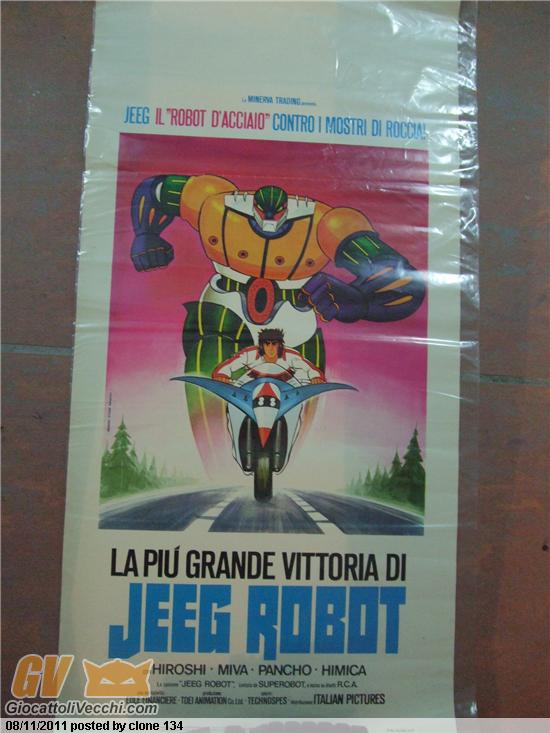 La MINERVA TRADING presenta
JEEG IL "ROBOT D'ACCIAIO" CONTRO I MOSTRI DI ROCCIA!
LA PIÚ GRANDE VITTORIA DI
JEEG ROBOT
HIROSHI · MIVA · PANCHO · HIMICA
La canzone "JEEG ROBOT", cantata da SUPEROBOT, è incisa su dischi R.C.A.
FINANCIERE · TOEI ANIMATION Co. Ltd. · TECHNOSPES ITALIAN PICTURES
GV
GiocattoliVecchi.com
08/11/2011 posted by clone 134